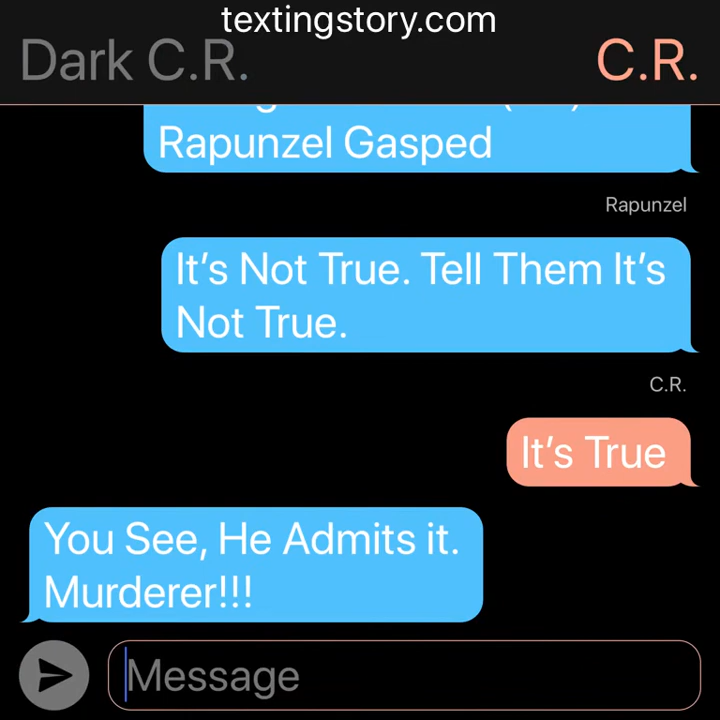 textingstory.com
Dark C.R.
C.R.
Rapunzel Gasped
Rapunzel
It's Not True. Tell Them It's
Not True.
C.R.
It's True
You See, He Admits it.
Murderer!!!
Message